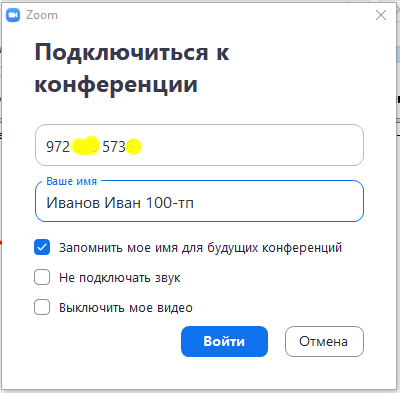 Zoom
Подключиться к
конференции
972 573
Ваше имя
Иванов Иван 100-тп
Запомнить мое имя для будущих конференций
Не подключать звук
Выключить мое видео
Войти Отмена